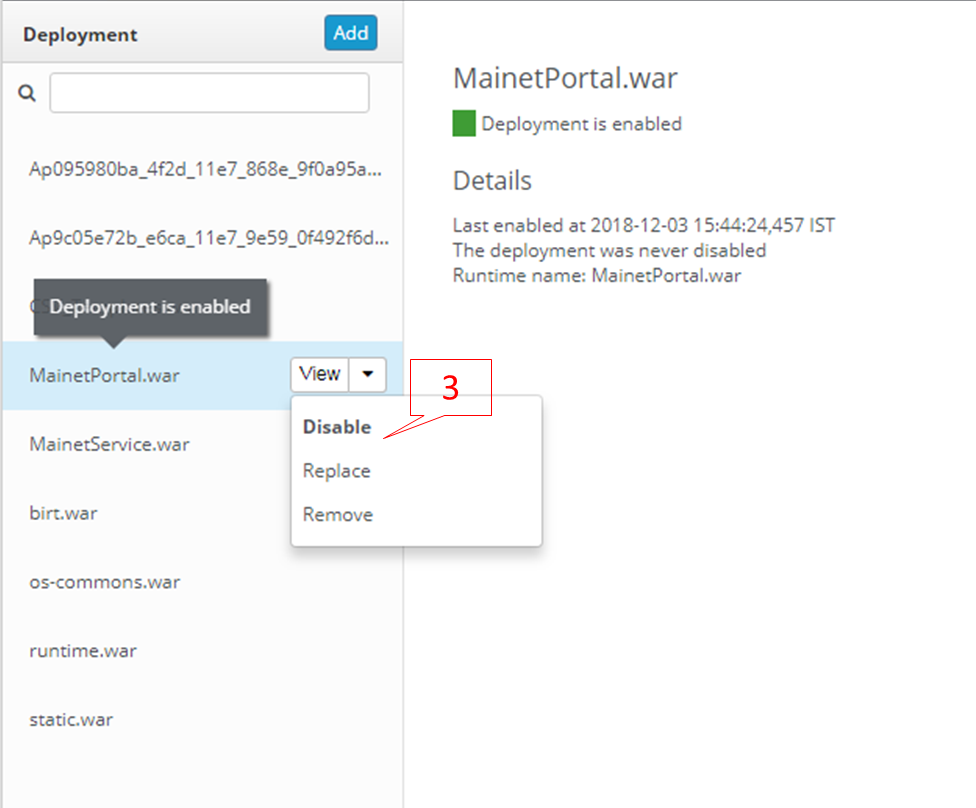 Deployment
Add
Ap095980ba_4f2d_11e7_868e_9f0a95a...
Ap9c05e72b_e6ca_11e7_9e59_0f492f6d...
Deployment is enabled
MainetPortal.war
View
3
Disable
Replace
Remove
MainetService.war
birt.war
os-commons.war
runtime.war
static.war
MainetPortal.war
Deployment is enabled
Details
Last enabled at 2018-12-03 15:44:24,457 IST
The deployment was never disabled
Runtime name: MainetPortal.war